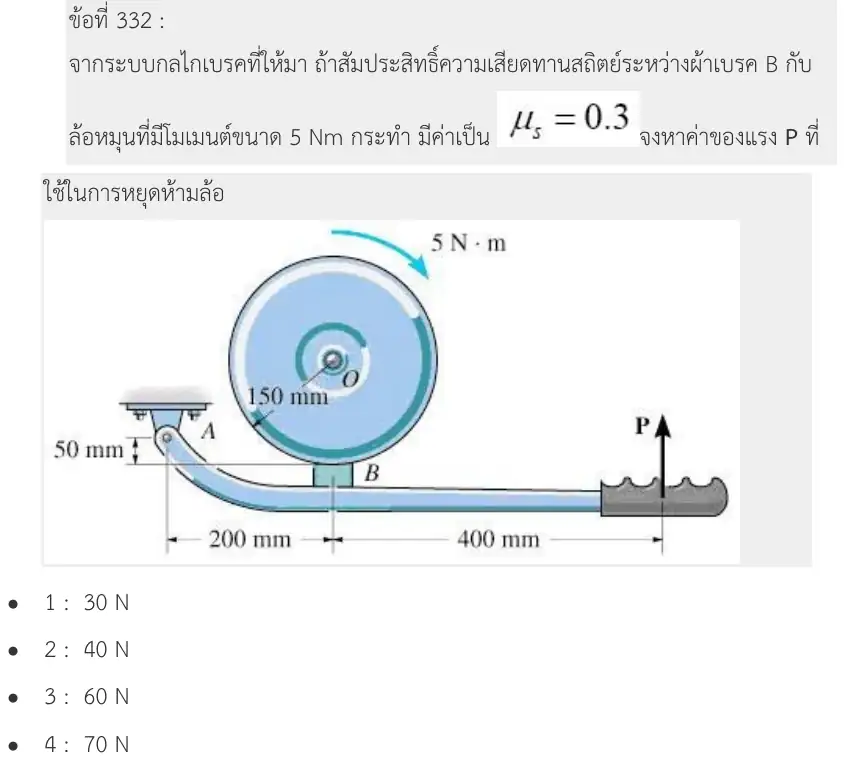 ข้อที่ 332 :
จากระบบกลไกเบรคที่ให้มา ถ้าสัมประสิทธิ์ความเสียดทานสถิตย์ระหว่างผ้าเบรค B กับ
ล้อหมุนที่มีโมเมนต์ขนาด 5 Nm กระทำ มีค่าเป็น μs = 0.3 จงหาค่าของแรง P ที่
ใช้ในการหยุดห้ามล้อ
5 N · m
O
150 mm
A
P
50 mm
B
200 mm
400 mm
• 1 : 30 N
• 2 : 40 N
• 3 : 60 N
• 4 : 70 N